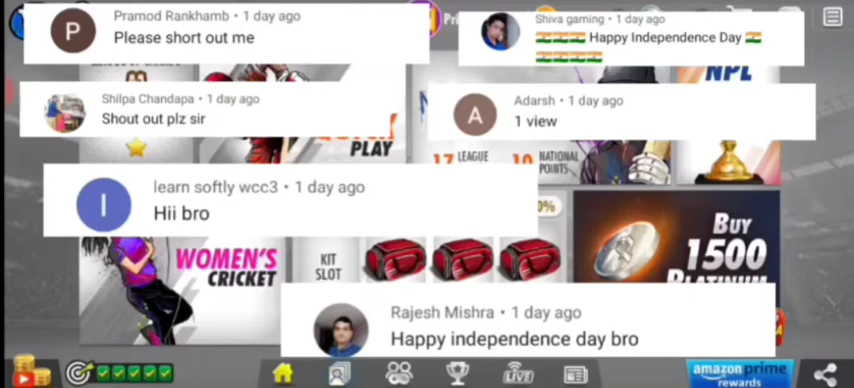 P
Pramod Rankhamb • 1 day ago
Please short out me
Shiva gaming • 1 day ago
🇮🇳🇮🇳🇮🇳 Happy Independence Day 🇮🇳
🇮🇳🇮🇳🇮🇳🇮🇳
Pri
NPL
Shilpa Chandapa • 1 day ago
Shout out plz sir
A
Adarsh • 1 day ago
1 view
PLAY
17 LEAGUE
10 NATIONAL
POINTS
I
learn softly wcc3 • 1 day ago
Hii bro
0%
WOMEN'S
CRICKET
KIT
SLOT
BUY
1500
PLATINUM
Rajesh Mishra • 1 day ago
Happy independence day bro
LIVE
amazon prime
rewards